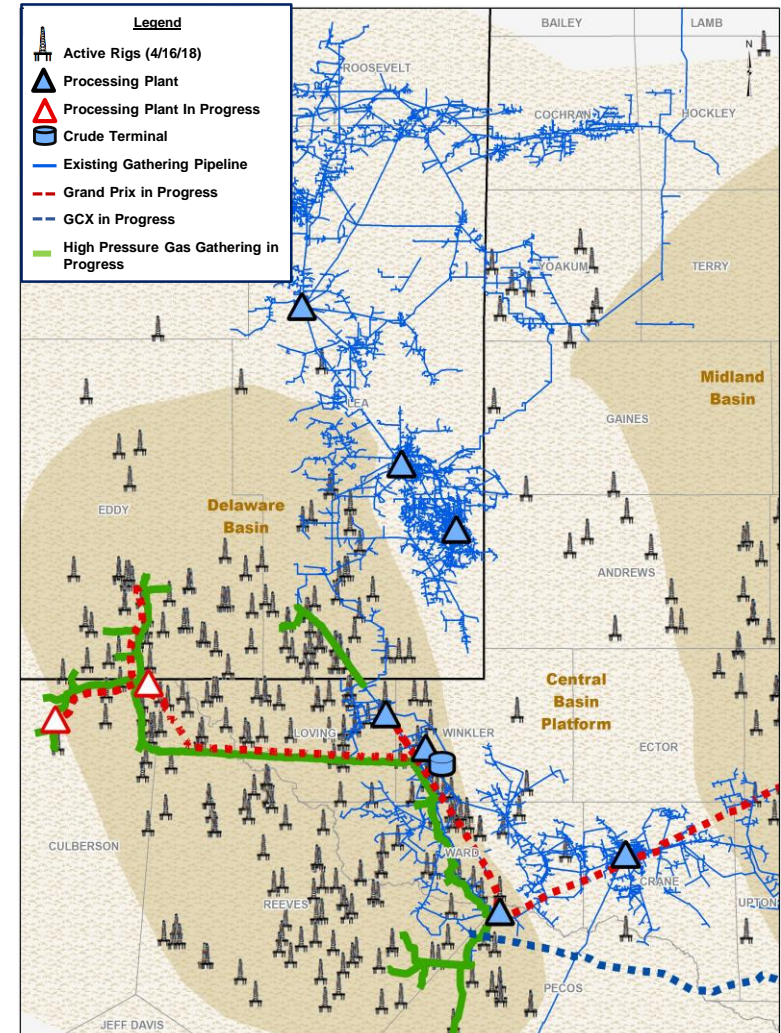 Legend
Active Rigs (4/16/18)
Processing Plant
Processing Plant In Progress
Crude Terminal
Existing Gathering Pipeline
Grand Prix in Progress
GCX in Progress
High Pressure Gas Gathering in
Progress
BAILEY
LAMB
N
ROOSEVELT
COCHRAN
HOCKLEY
YOAKUM
TERRY
Midland
Basin
LEA
GAINES
EDDY
Delaware
Basin
ANDREWS
Central
Basin
Platform
LOVING
WINKLER
ECTOR
CULBERSON
WARD
CRANE
REEVES
UPTON
PECOS
JEFF DAVIS